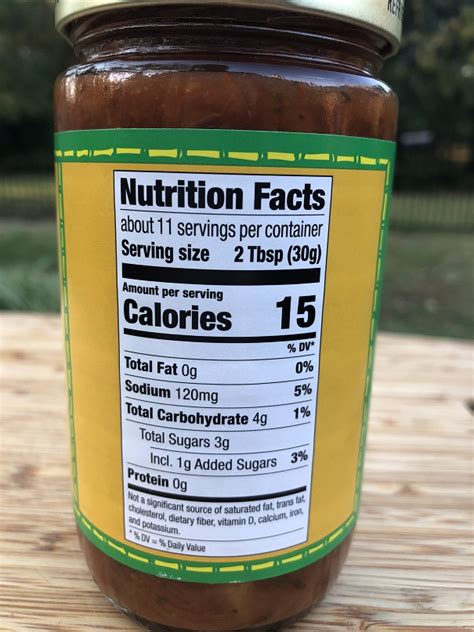 Nutrition Facts
about 11 servings per container
Serving size 2 Tbsp (30g)
Amount per serving
Calories 15
% DV*
Total Fat 0g 0%
Sodium 120mg 5%
Total Carbohydrate 4g 1%
Total Sugars 3g
Incl. 1g Added Sugars 3%
Protein 0g
Not a significant source of saturated fat, trans fat,
cholesterol, dietary fiber, vitamin D, calcium, iron,
and potassium.
* % DV = % Daily Value